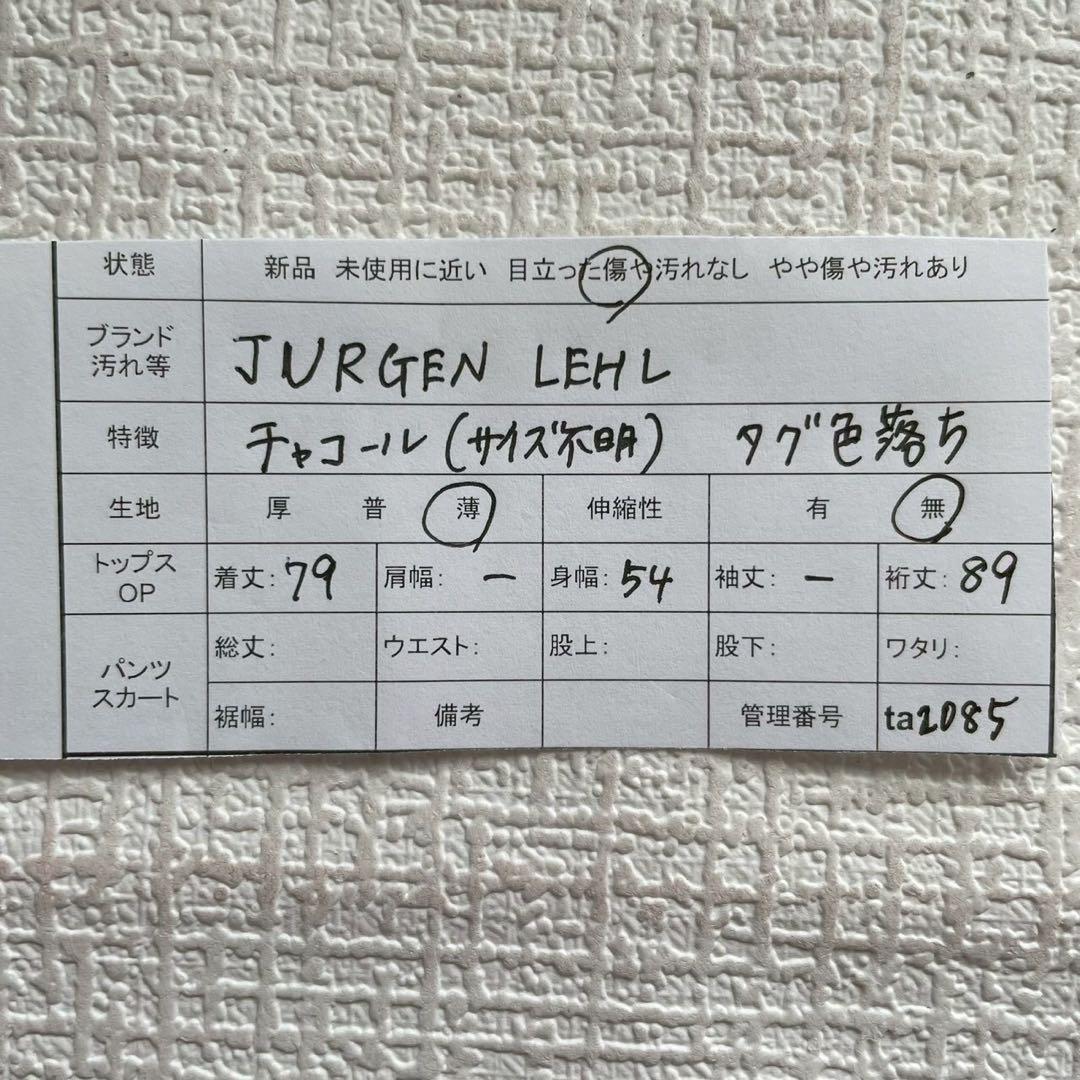 状態 新品 未使用に近い 目立った傷や汚れなし やや傷や汚れあり
ブランド
汚れ等 JURGEN LEHL
特徴 チャコール(サイズ不明) タグ色落ち
生地 厚 普 薄 伸縮性 有 無
トップス
OP 着丈:79 肩幅:ー 身幅:54 袖丈:ー 裄丈:89
パンツ
スカート 総丈: ウエスト: 股上: 股下: ワタリ:
裾幅: 備考 管理番号 ta2085